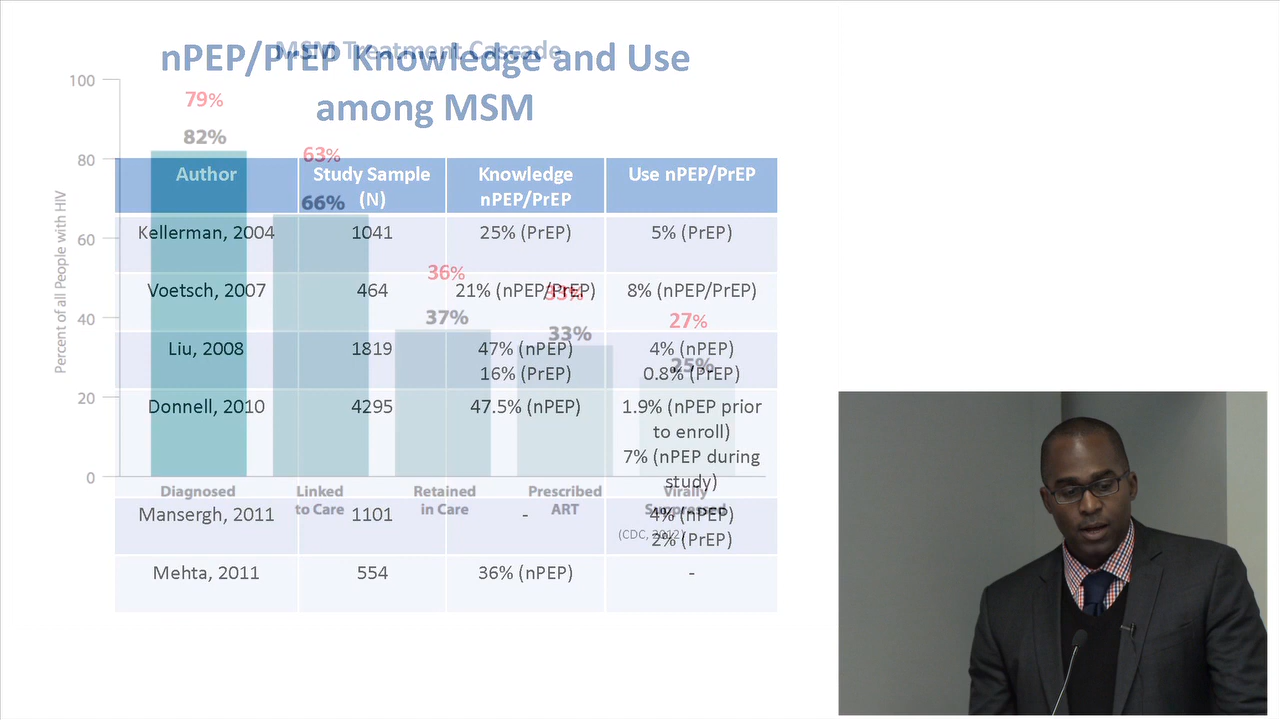 MSM Treatment Cascade
nPEP/PrEP Knowledge and Use
among MSM
100
80
60
40
20
0
Percent of all People with HIV
79%
82%
63%
66%
36%
37%
33%
33%
27%
25%
Diagnosed
Linked
to Care
Retained
in Care
Prescribed
ART
Virally
Suppressed
(CDC, 2012)
Author
Study Sample
(N)
Knowledge
nPEP/PrEP
Use nPEP/PrEP
Kellerman, 2004
1041
25% (PrEP)
5% (PrEP)
Voetsch, 2007
464
21% (nPEP/PrEP)
8% (nPEP/PrEP)
Liu, 2008
1819
47% (nPEP)
16% (PrEP)
4% (nPEP)
0.8% (PrEP)
Donnell, 2010
4295
47.5% (nPEP)
1.9% (nPEP prior
to enroll)
7% (nPEP during
study)
Mansergh, 2011
1101
-
4% (nPEP)
2% (PrEP)
Mehta, 2011
554
36% (nPEP)
-